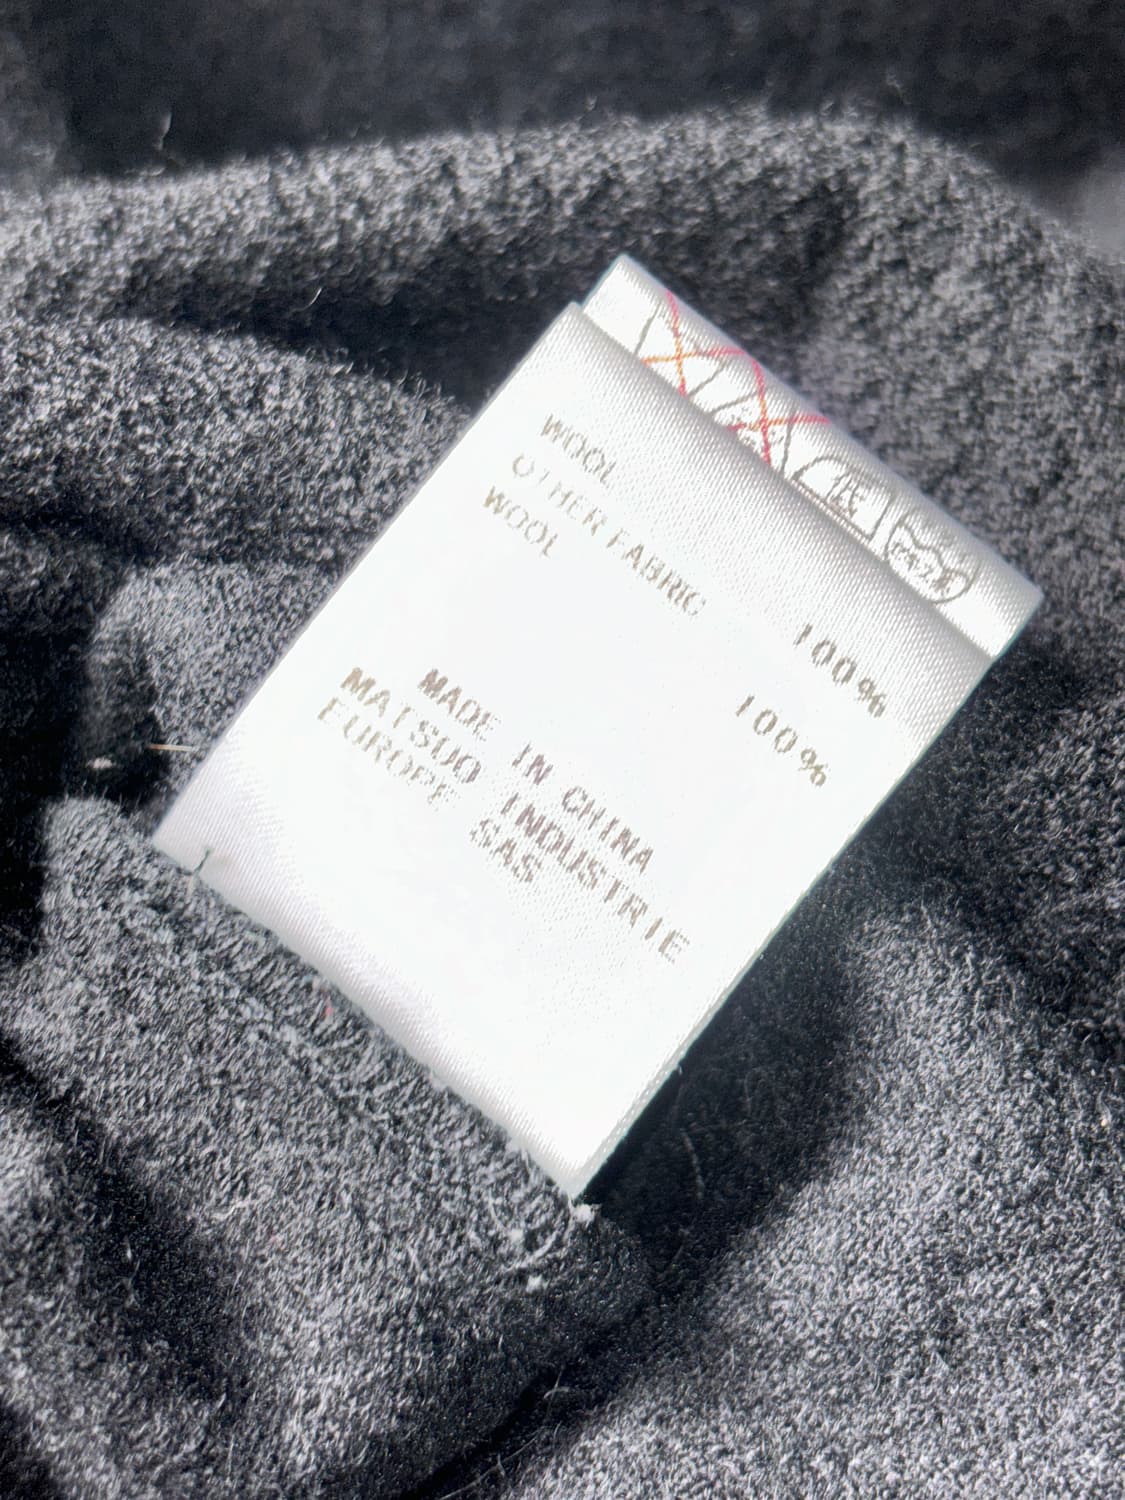 WOOL 100%
OTHER FABRIC
WOOL 100%
MADE IN CHINA
MATSUO INDUSTRIE
EUROPE SAS